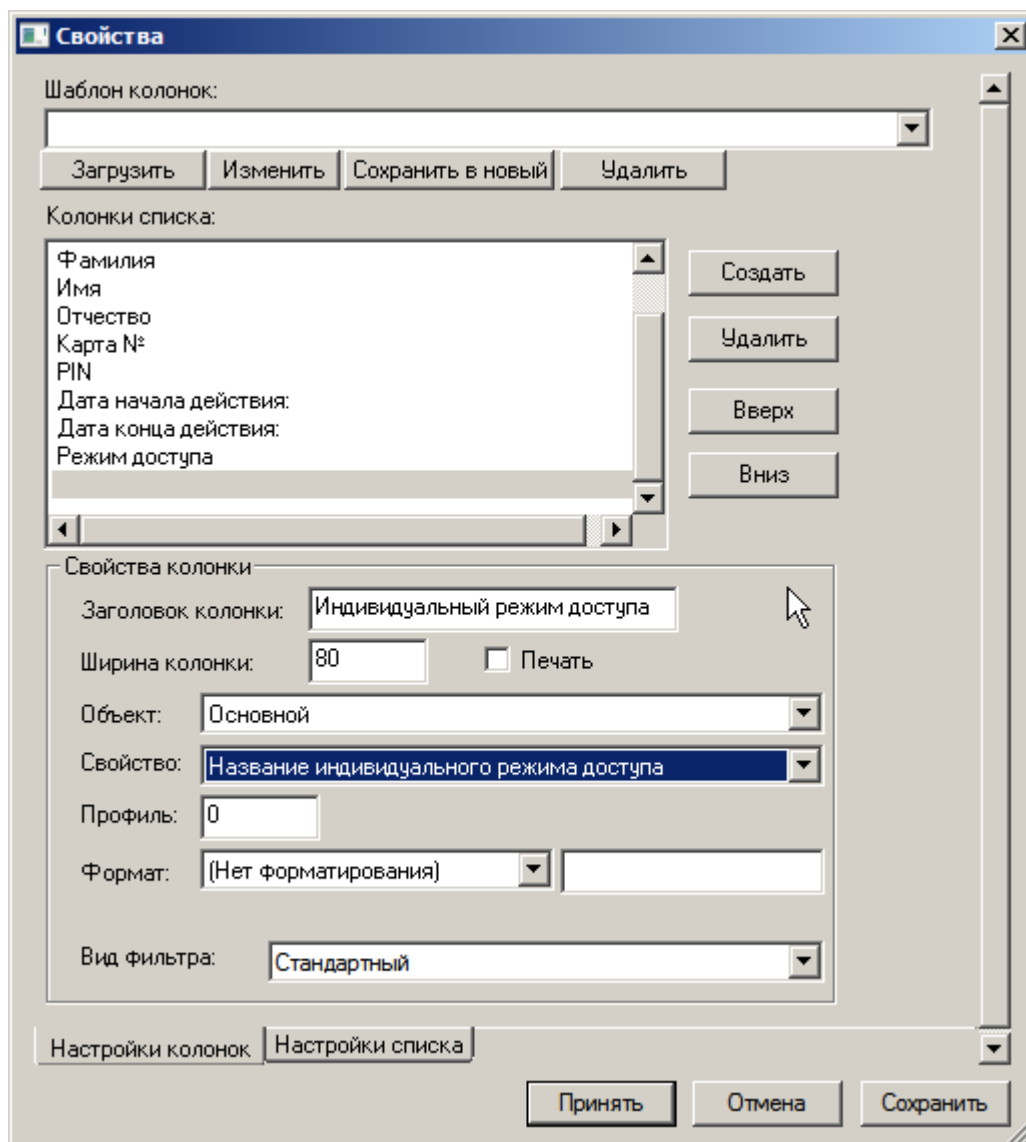 Свойства
Шаблон колонок:
Загрузить Изменить Сохранить в новый Удалить
Колонки списка:
Фамилия
Имя
Отчество
Карта №
PIN
Дата начала действия:
Дата конца действия:
Режим доступа
Создать
Удалить
Вверх
Вниз
Свойства колонки
Заголовок колонки: Индивидуальный режим доступа
Ширина колонки: 80 Печать
Объект: Основной
Свойство: Название индивидуального режима доступа
Профиль: 0
Формат: (Нет форматирования)
Вид фильтра: Стандартный
Настройки колонок Настройки списка
Принять Отмена Сохранить